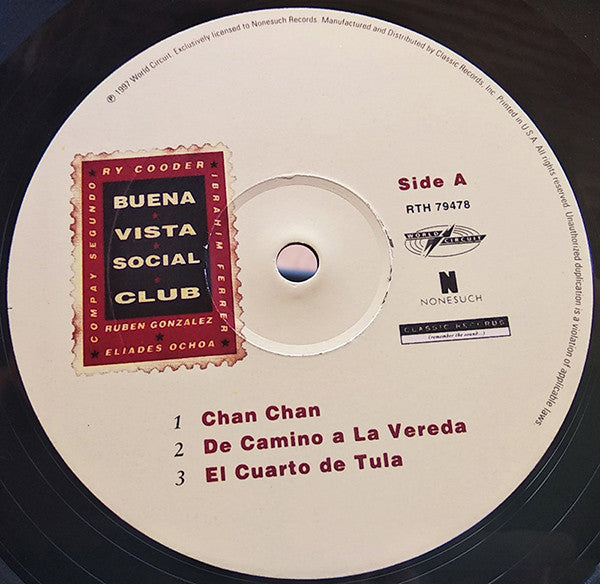 ℗ 1997 World Circuit. Exclusively licensed to Nonesuch Records. Manufactured and Distributed by Classic Records, Inc. Printed in U.S.A. All rights reserved. Unauthorized duplication is a violation of applicable laws.
RY COODER
COMPAY SEGUNDO
IBRAHIM FERRER
BUENA
VISTA
SOCIAL
CLUB
RUBEN GONZALEZ
ELIADES OCHOA
Side A
RTH 79478
WORLD CIRCUIT
N
NONESUCH
CLASSIC RECORDS
(remember the sound...)
1 Chan Chan
2 De Camino a La Vereda
3 El Cuarto de Tula